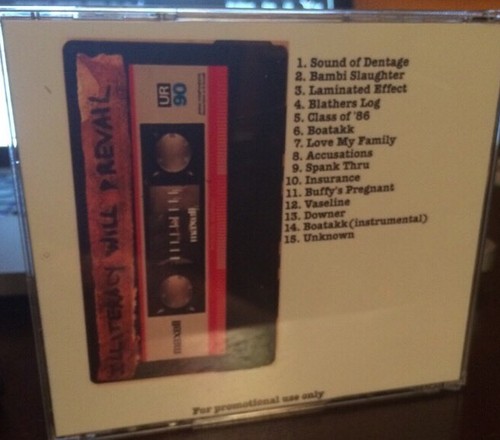 ILLITERACY WILL PREVAIL
UR
90
maxell
maxell
1. Sound of Dentage
2. Bambi Slaughter
3. Laminated Effect
4. Blathers Log
5. Class of '86
6. Boatakk
7. Love My Family
8. Accusations
9. Spank Thru
10. Insurance
11. Buffy's Pregnant
12. Vaseline
13. Downer
14. Boatakk (instrumental)
15. Unknown
For promotional use only